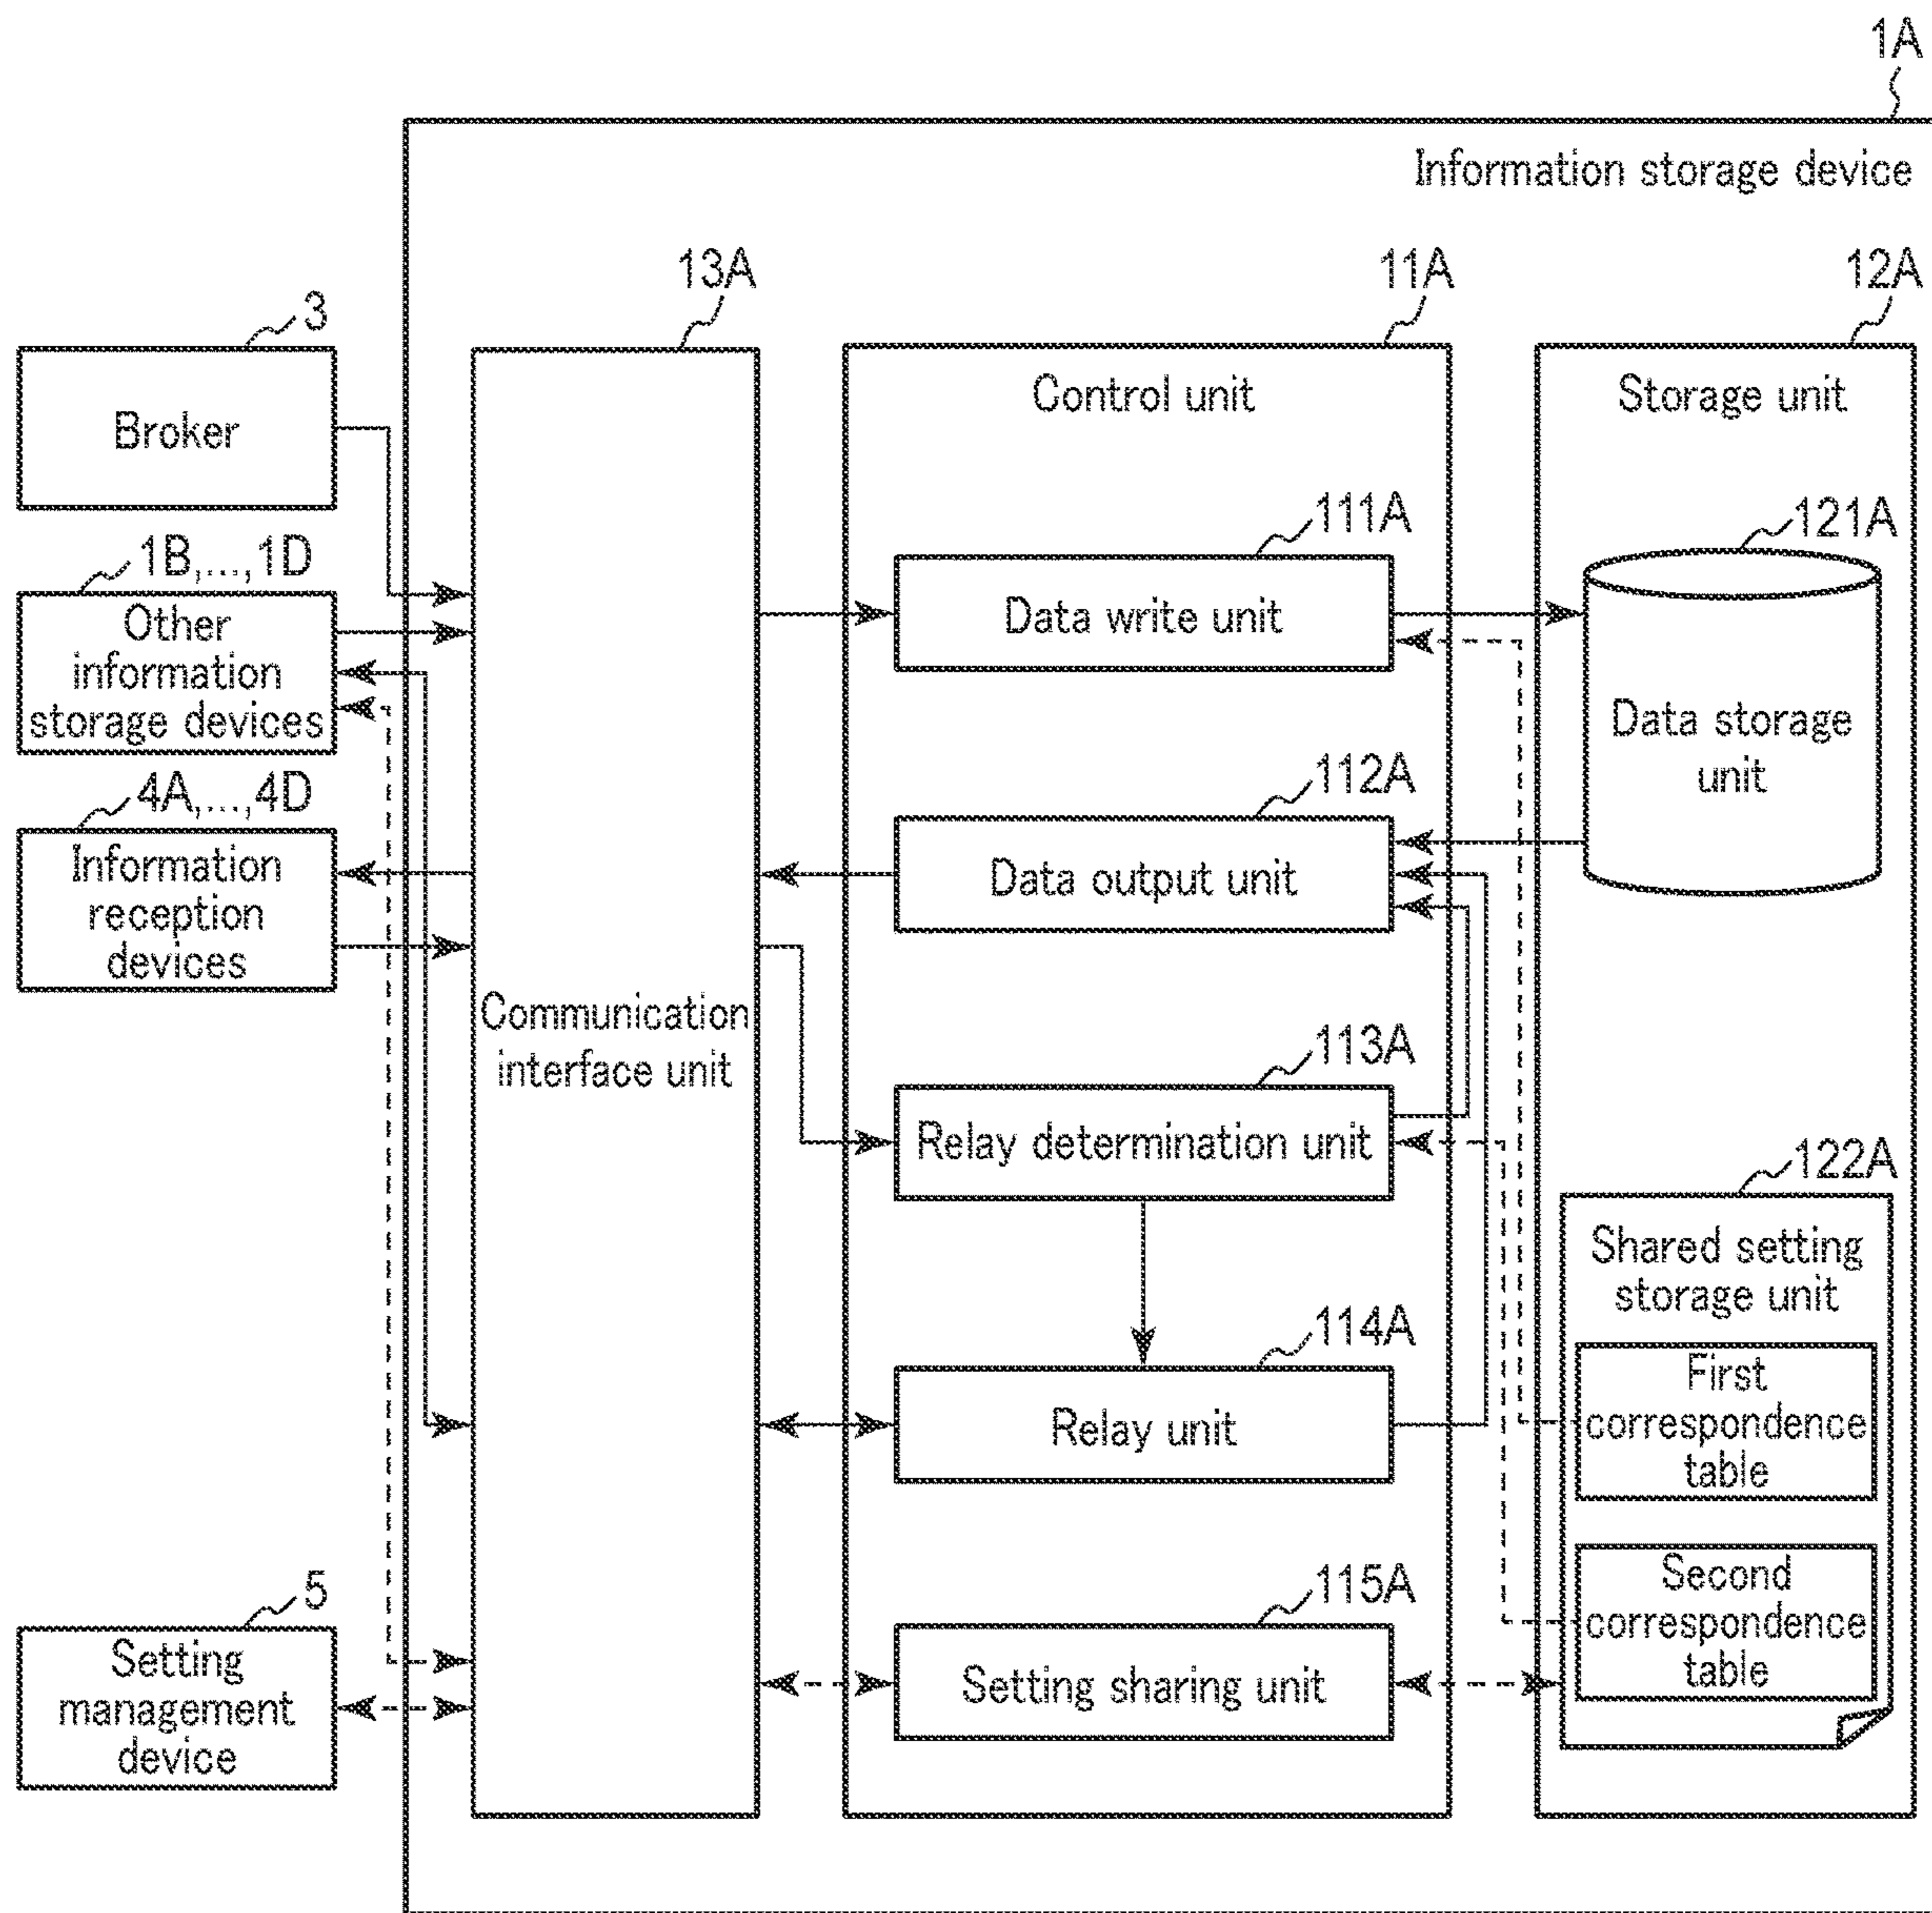 1A
Information storage device
13A
11A
12A
3
Broker
Control unit
Storage unit
1B,...,1D
Other
information
storage devices
111A
Data write unit
121A
Data storage
unit
4A,...,4D
Information
reception
devices
112A
Data output unit
Communication
interface unit
113A
Relay determination unit
122A
Shared setting
storage unit
First
correspondence
table
114A
Relay unit
Second
correspondence
table
5
Setting
management
device
115A
Setting sharing unit